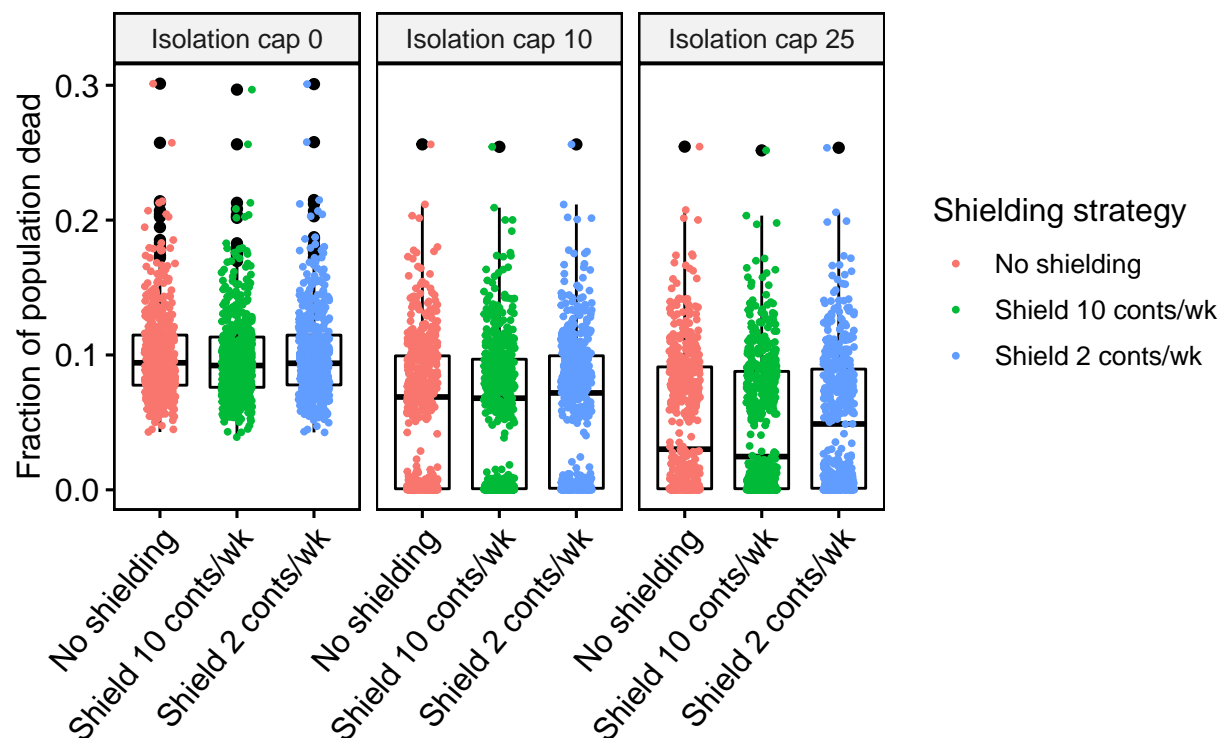 Isolation cap 0
Isolation cap 10
Isolation cap 25
Fraction of population dead
0.3
0.2
0.1
0.0
No shielding
Shield 10 conts/wk
Shield 2 conts/wk
No shielding
Shield 10 conts/wk
Shield 2 conts/wk
No shielding
Shield 10 conts/wk
Shield 2 conts/wk
Shielding strategy
No shielding
Shield 10 conts/wk
Shield 2 conts/wk